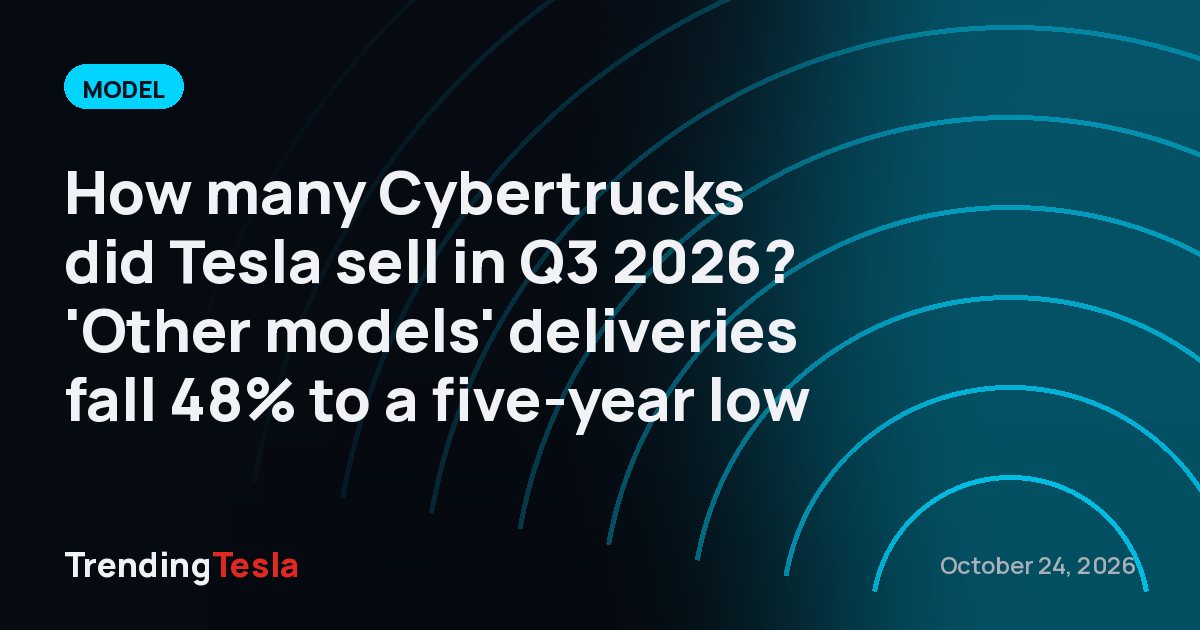 MODEL
How many Cybertrucks
did Tesla sell in Q3 2026?
'Other models' deliveries
fall 48% to a five-year low
TrendingTesla
October 24, 2026